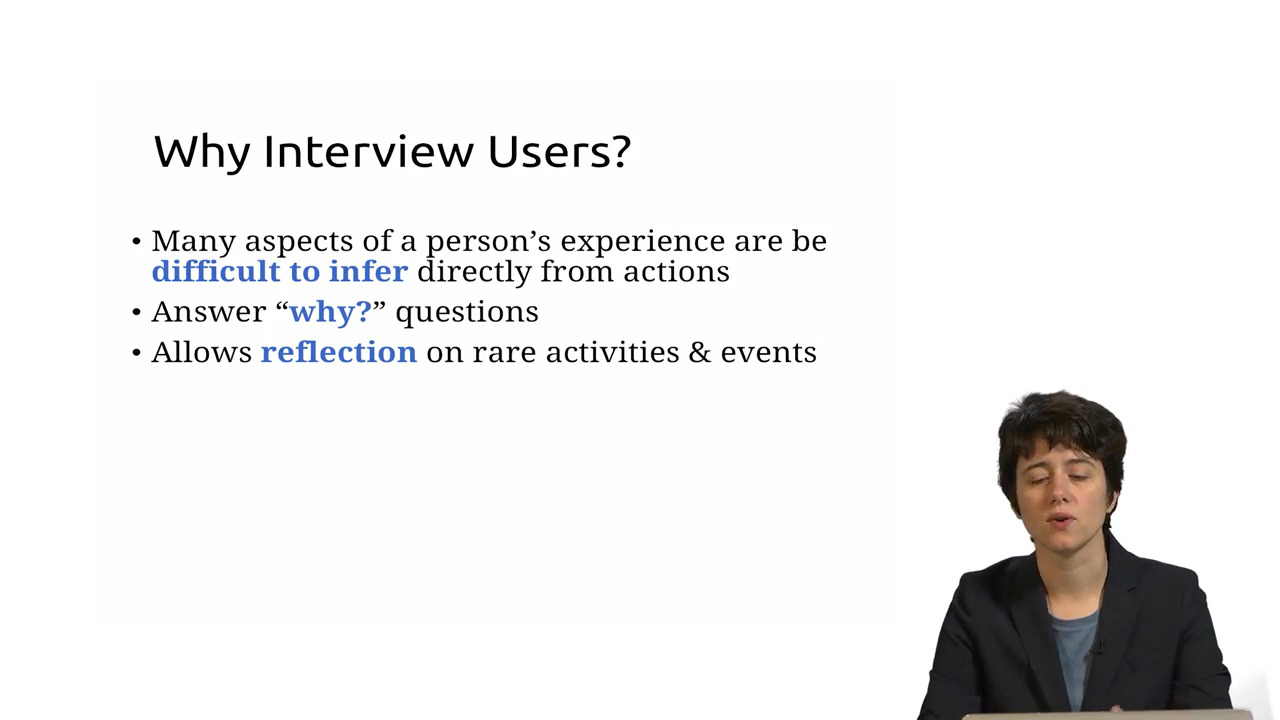 Why Interview Users?
• Many aspects of a person’s experience are be
difficult to infer directly from actions
• Answer “why?” questions
• Allows reflection on rare activities & events